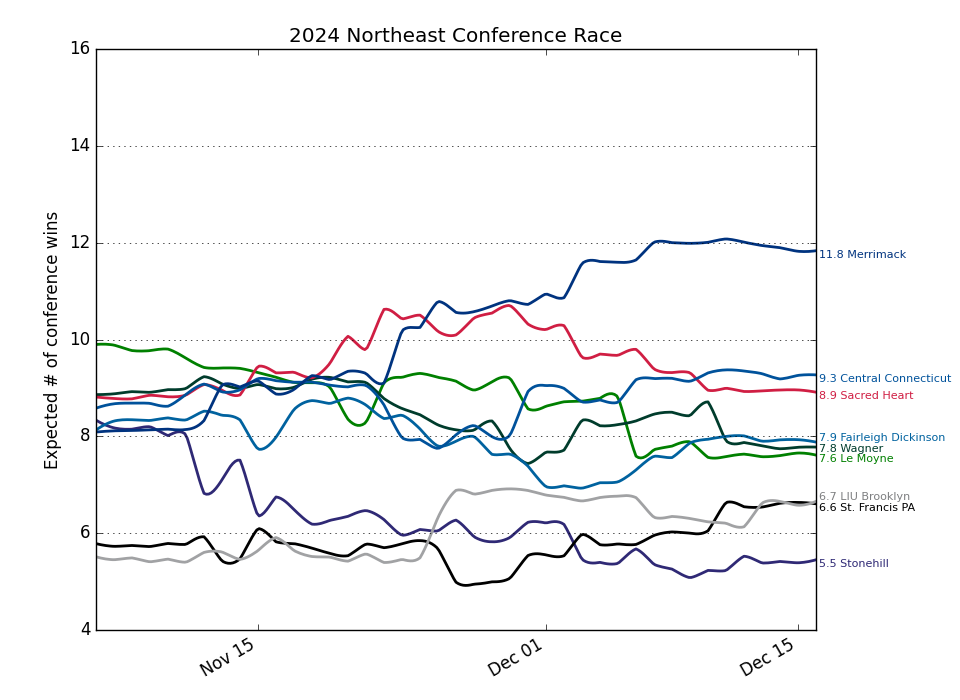 2024 Northeast Conference Race
Expected # of conference wins
16
14
12
10
8
6
4
Nov 15
Dec 01
Dec 15
11.8 Merrimack
9.3 Central Connecticut
8.9 Sacred Heart
7.9 Fairleigh Dickinson
7.8 Wagner
7.6 Le Moyne
6.7 LIU Brooklyn
6.6 St. Francis PA
5.5 Stonehill